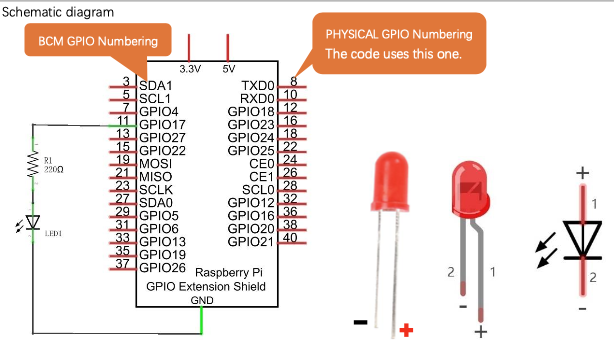 Schematic diagram
BCM GPIO Numbering
PHYSICAL GPIO Numbering
The code uses this one.
3.3V 5V
3 SDA1 TXD0 8
5 SCL1 RXD0 10
7 GPIO4 GPIO18 12
11 GPIO17 GPIO23 16
13 GPIO27 GPIO24 18
15 GPIO22 GPIO25 22
19 MOSI CE0 24
21 MISO CE1 26
23 SCLK SCL0 28
27 SDA0 GPIO12 32
29 GPIO5 GPIO16 36
31 GPIO6 GPIO20 38
33 GPIO13 GPIO21 40
35 GPIO19
37 GPIO26
Raspberry Pi
GPIO Extension Shield
GND
R1
220Ω
LED1
- +
2 1
- +
+
1
2
-